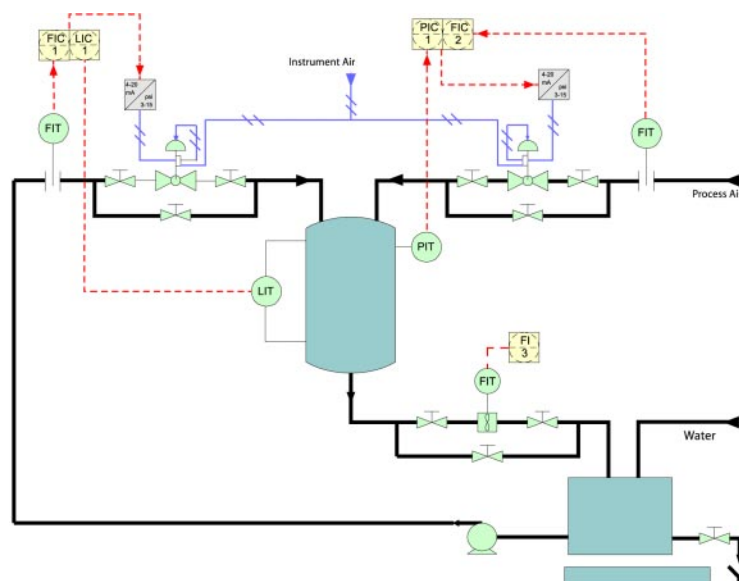 FIC
1
LIC
1
PIC
1
FIC
2
Instrument Air
4-20
mA
psi
3-15
4-20
mA
psi
3-15
FIT
FIT
Process Air
PIT
LIT
FI
3
FIT
Water